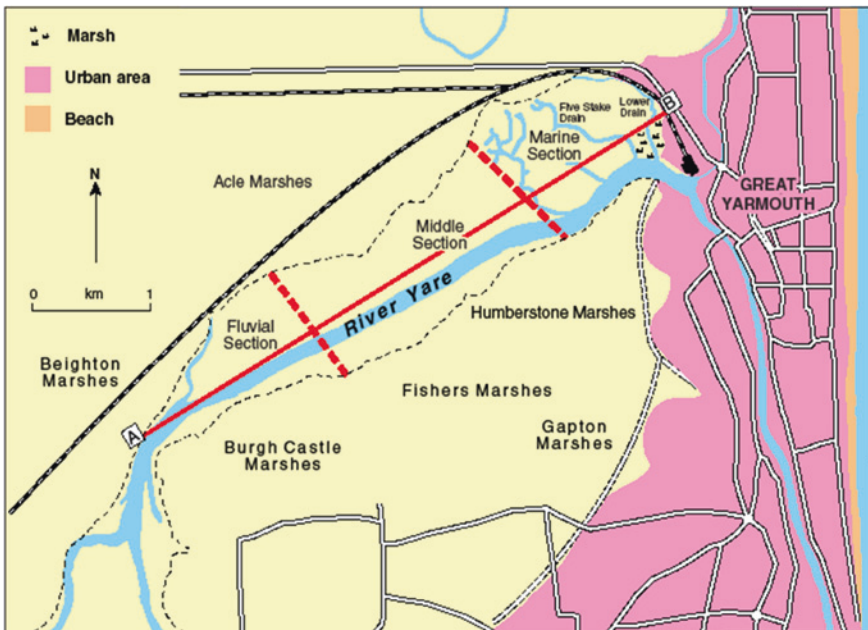 Marsh
Urban area
Beach
N
0 km 1
Acle Marshes
Five Stake
Drain
Lower
Drain
B
Marine
Section
GREAT
YARMOUTH
Middle
Section
River Yare
Humberstone Marshes
Fluvial
Section
Beighton
Marshes
Fishers Marshes
A
Gapton
Marshes
Burgh Castle
Marshes